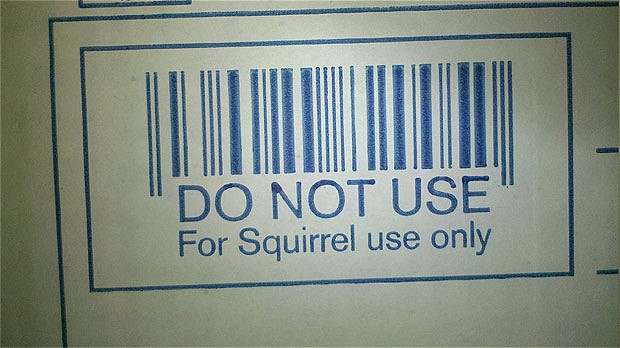 DO NOT USE
For Squirrel use only